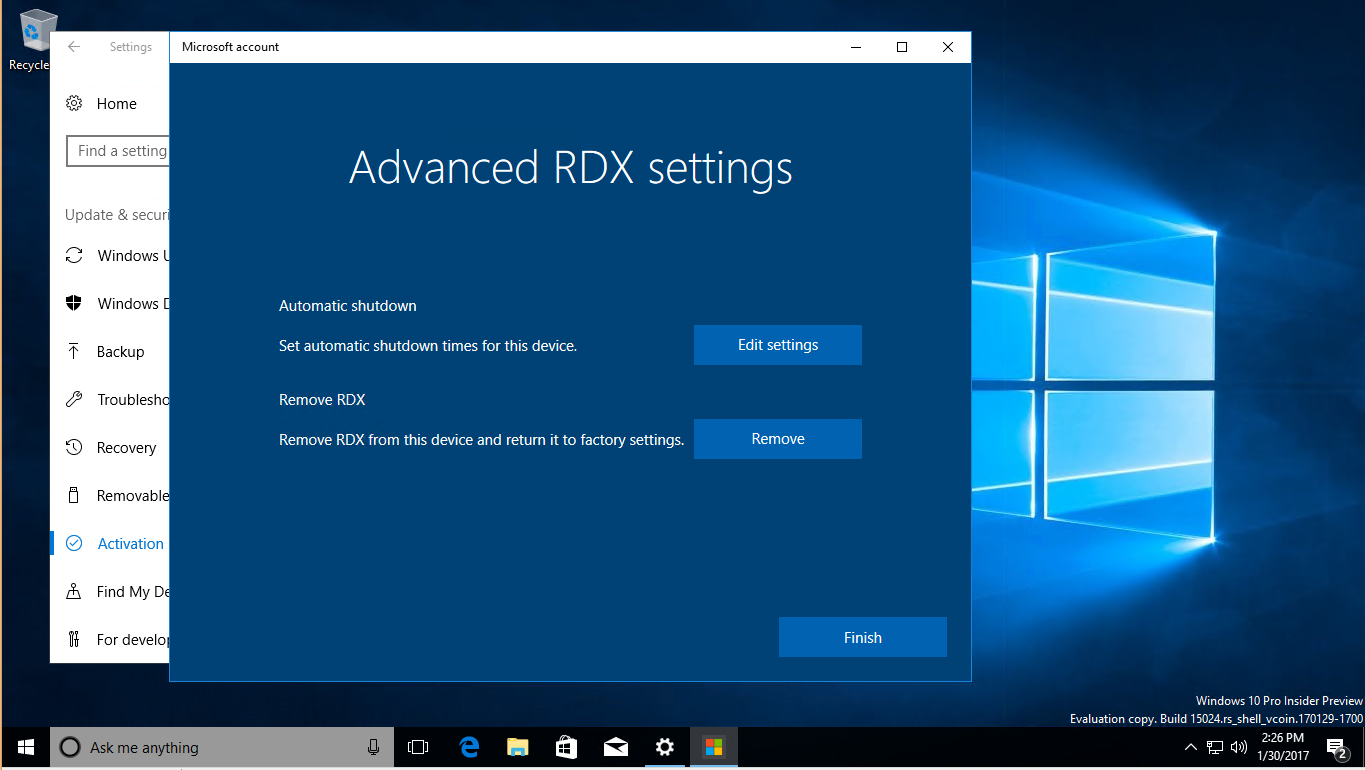 Recycle
Settings
Home
Find a setting
Update & securi
Windows U
Windows D
Backup
Troublesho
Recovery
Removable
Activation
Find My De
For develop
Microsoft account
Advanced RDX settings
Automatic shutdown
Set automatic shutdown times for this device.
Edit settings
Remove RDX
Remove RDX from this device and return it to factory settings.
Remove
Finish
Windows 10 Pro Insider Preview
Evaluation copy. Build 15024.rs_shell_vcoin.170129-1700
Ask me anything
2:26 PM
1/30/2017
2